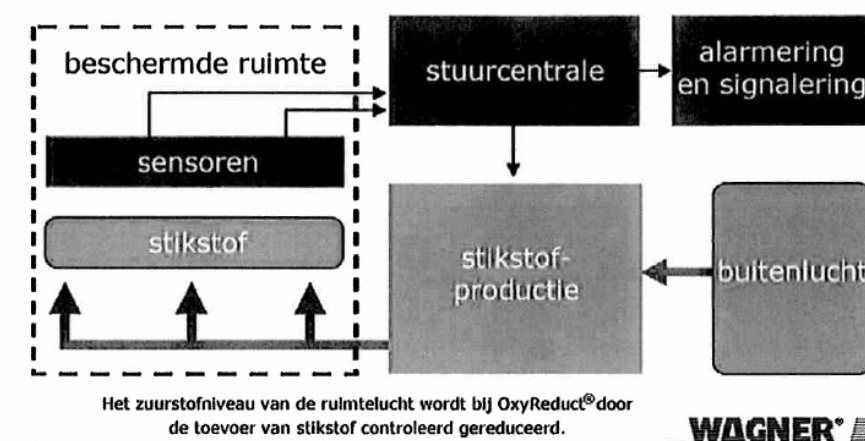 beschermde ruimte
stuurcentrale
alarmering
en signalering
sensoren
stikstof
stikstof-
productie
buitenlucht
Het zuurstofniveau van de ruimtelucht wordt bij OxyReduct® door
de toevoer van stikstof controleerd gereduceerd.
WAGNER®